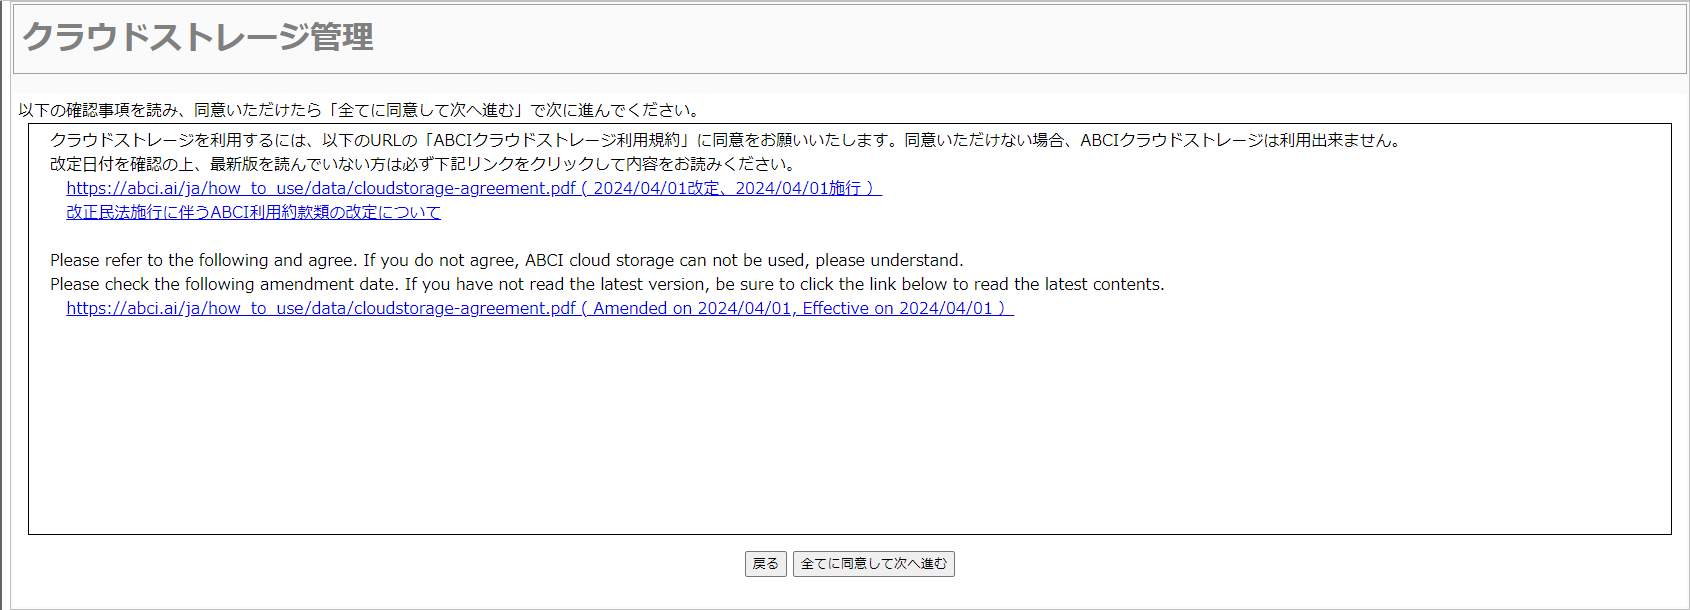 クラウドストレージ管理
以下の確認事項を読み、同意いただけたら「全てに同意して次へ進む」で次に進んでください。
クラウドストレージを利用するには、以下のURLの「ABCIクラウドストレージ利用規約」に同意をお願いいたします。同意いただけない場合、ABCIクラウドストレージは利用出来ません。
改定日付を確認の上、最新版を読んでいない方は必ず下記リンクをクリックして内容をお読みください。
https://abci.ai/ja/how_to_use/data/cloudstorage-agreement.pdf ( 2024/04/01改定、2024/04/01施行 )
改正民法施行に伴うABCI利用約款類の改定について
Please refer to the following and agree. If you do not agree, ABCI cloud storage can not be used, please understand.
Please check the following amendment date. If you have not read the latest version, be sure to click the link below to read the latest contents.
https://abci.ai/ja/how_to_use/data/cloudstorage-agreement.pdf ( Amended on 2024/04/01, Effective on 2024/04/01 )
戻る 全てに同意して次へ進む